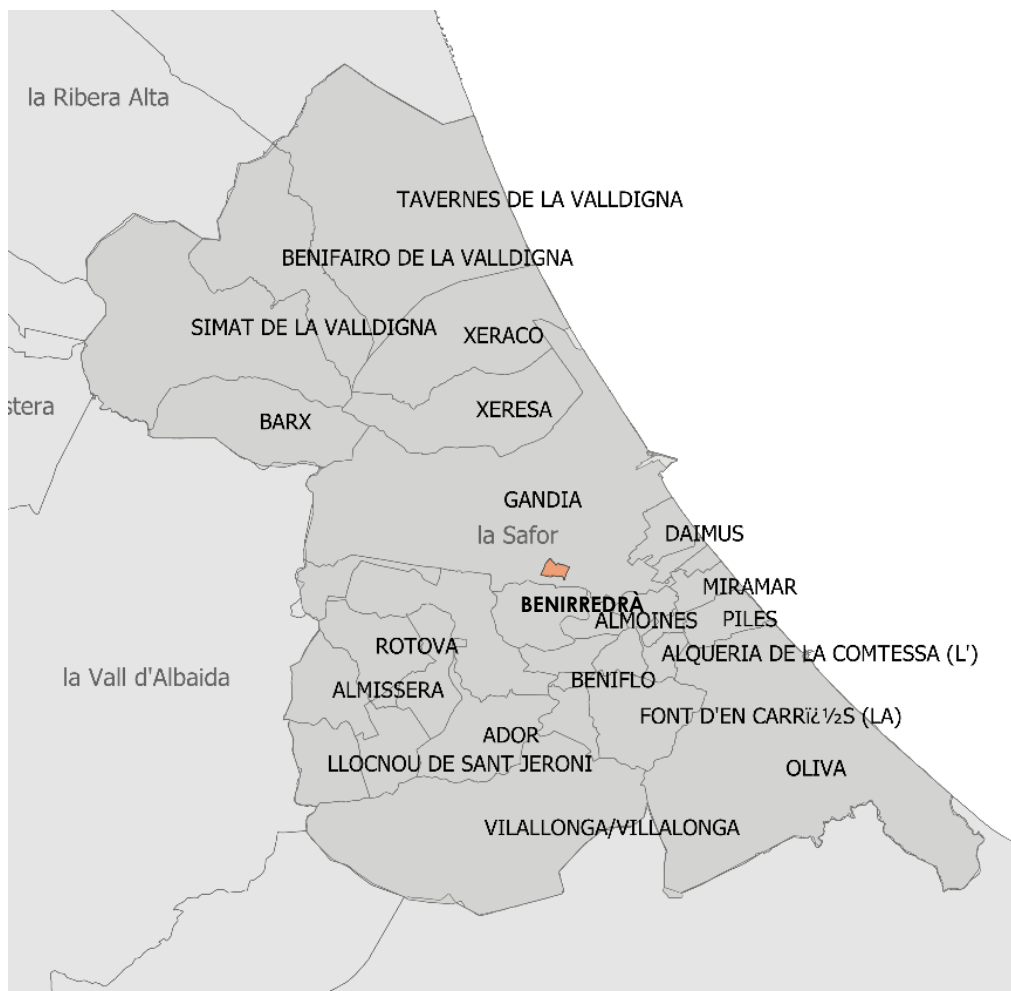 la Ribera Alta
TAVERNES DE LA VALLDIGNA
BENIFAIRO DE LA VALLDIGNA
SIMAT DE LA VALLDIGNA
XERACO
stera
BARX
XERESA
GANDIA
la Safor
DAIMUS
MIRAMAR
BENIRREDRÀ
ALMOINES
PILES
ROTOVA
ALQUERIA DE LA COMTESSA (L')
la Vall d'Albaida
ALMISSERA
BENIFLO
FONT D'EN CARRï¿½S (LA)
ADOR
LLOCNOU DE SANT JERONI
OLIVA
VILALLONGA/VILLALONGA